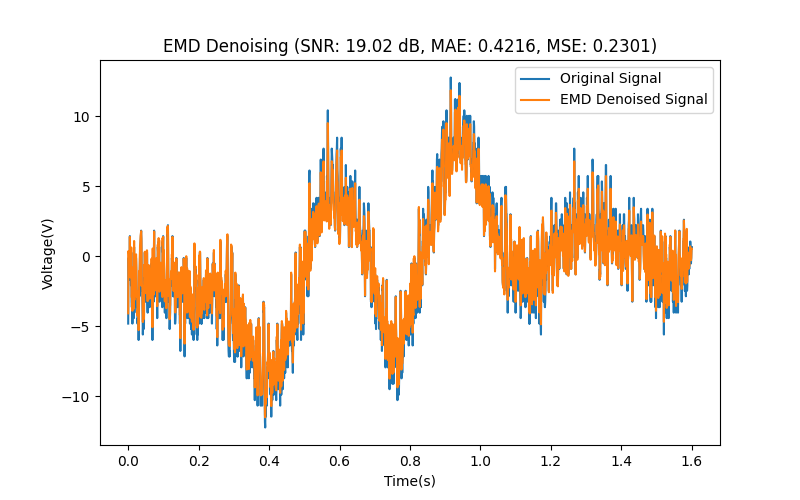 EMD Denoising (SNR: 19.02 dB, MAE: 0.4216, MSE: 0.2301)
Original Signal
EMD Denoised Signal
Voltage(V)
10
5
0
−5
−10
0.0 0.2 0.4 0.6 0.8 1.0 1.2 1.4 1.6
Time(s)